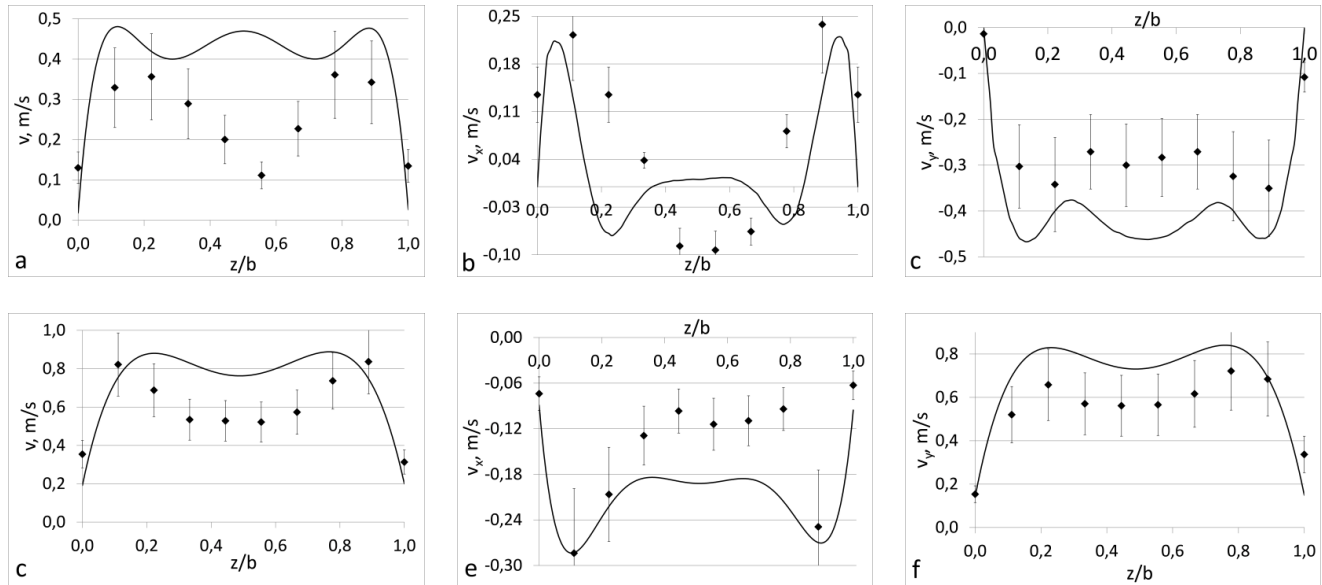 0,5
0,4
0,3
0,2
0,1
0,0
v, m/s
0,0 0,2 0,4 0,6 0,8 1,0
z/b
a
0,25
0,18
0,11
0,04
-0,03
-0,10
vx, m/s
0,0 0,2 0,4 0,6 0,8 1,0
z/b
b
z/b
0,0
-0,1
-0,2
-0,3
-0,4
-0,5
vy, m/s
0,0 0,2 0,4 0,6 0,8 1,0
c
1,0
0,8
0,6
0,4
0,2
0,0
v, m/s
0,0 0,2 0,4 0,6 0,8 1,0
z/b
c
z/b
0,00
-0,06
-0,12
-0,18
-0,24
-0,30
vx, m/s
0,0 0,2 0,4 0,6 0,8 1,0
e
0,8
0,6
0,4
0,2
0,0
vy, m/s
0,0 0,2 0,4 0,6 0,8 1,0
z/b
f